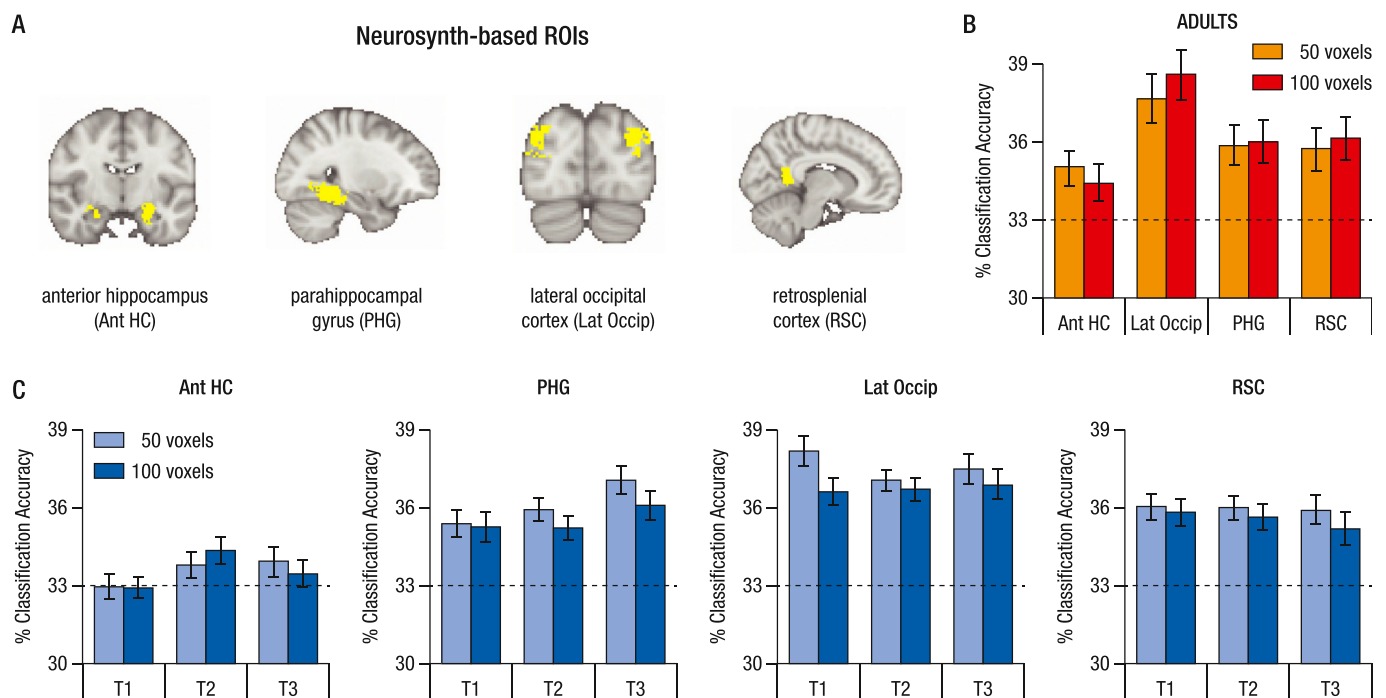 A
Neurosynth-based ROIs
anterior hippocampus
(Ant HC)
parahippocampal
gyrus (PHG)
lateral occipital
cortex (Lat Occip)
retrosplenial
cortex (RSC)
B
ADULTS
50 voxels
100 voxels
% Classification Accuracy
39
36
33
30
Ant HC
Lat Occip
PHG
RSC
C
Ant HC
50 voxels
100 voxels
% Classification Accuracy
39
36
33
30
T1
T2
T3
PHG
% Classification Accuracy
39
36
33
30
T1
T2
T3
Lat Occip
% Classification Accuracy
39
36
33
30
T1
T2
T3
RSC
% Classification Accuracy
39
36
33
30
T1
T2
T3